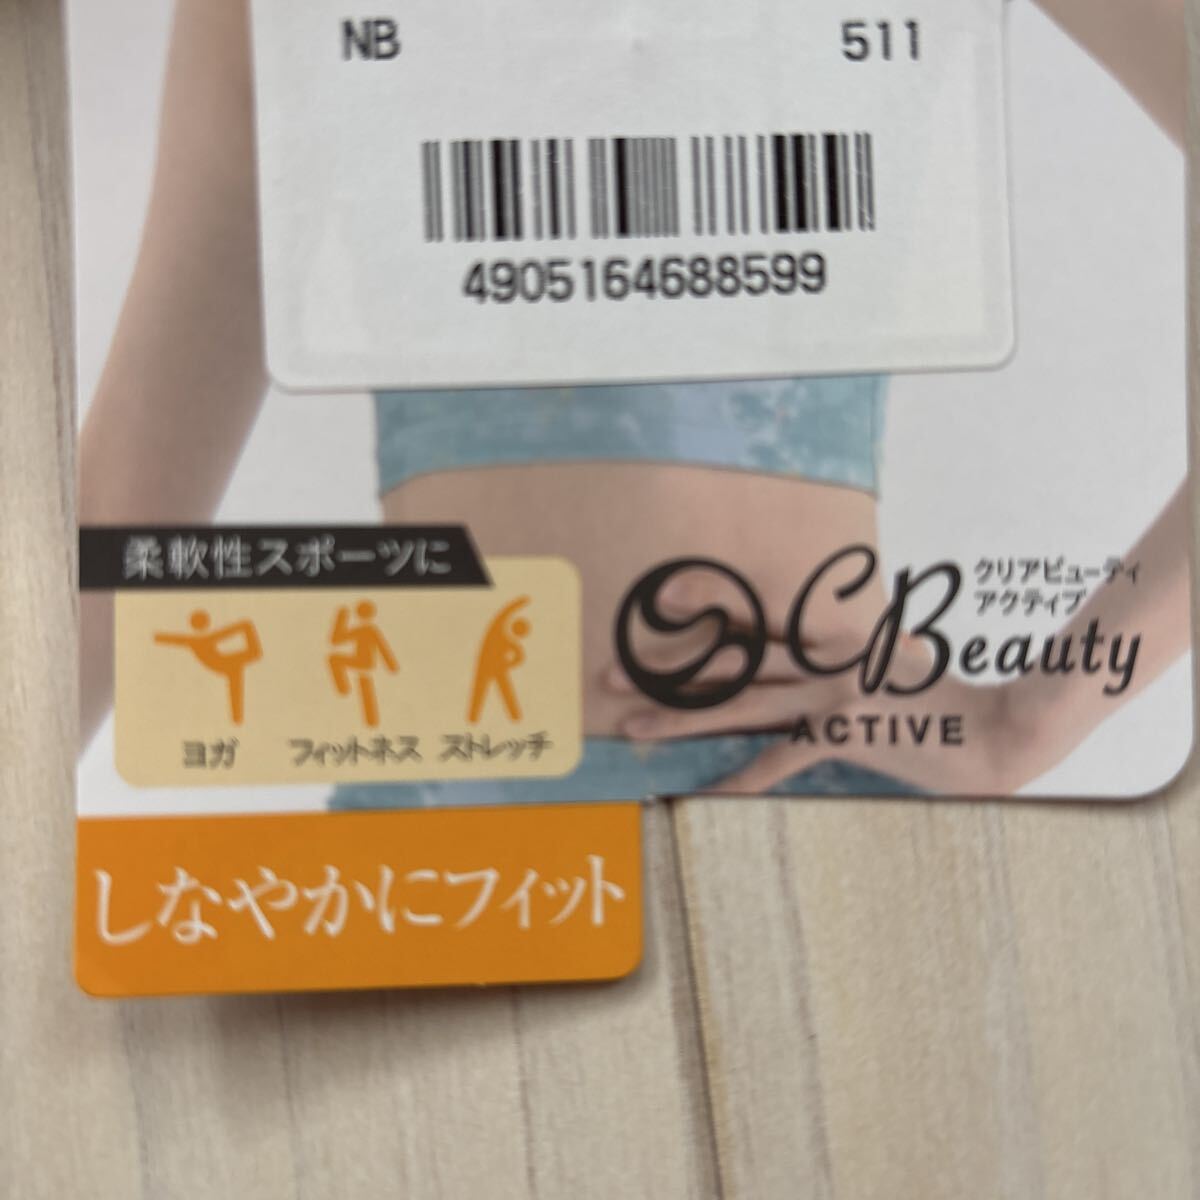 NB 511
4905164688599
柔軟性スポーツに
ヨガ フィットネス ストレッチ
クリアビューティ
アクティブ
CBeauty
ACTIVE
しなやかにフィット